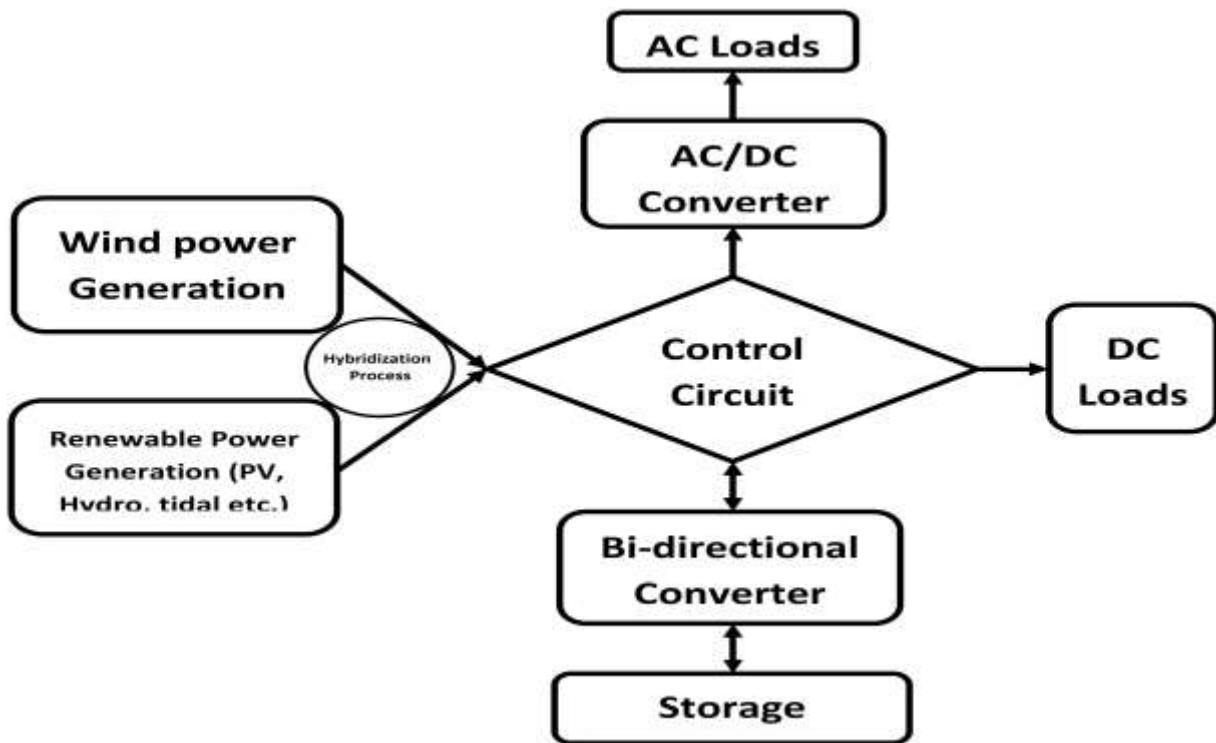 AC Loads
AC/DC
Converter
Wind power
Generation
Hybridization
Process
Control
Circuit
DC
Loads
Renewable Power
Generation (PV,
Hydro, tidal etc.)
Bi-directional
Converter
Storage